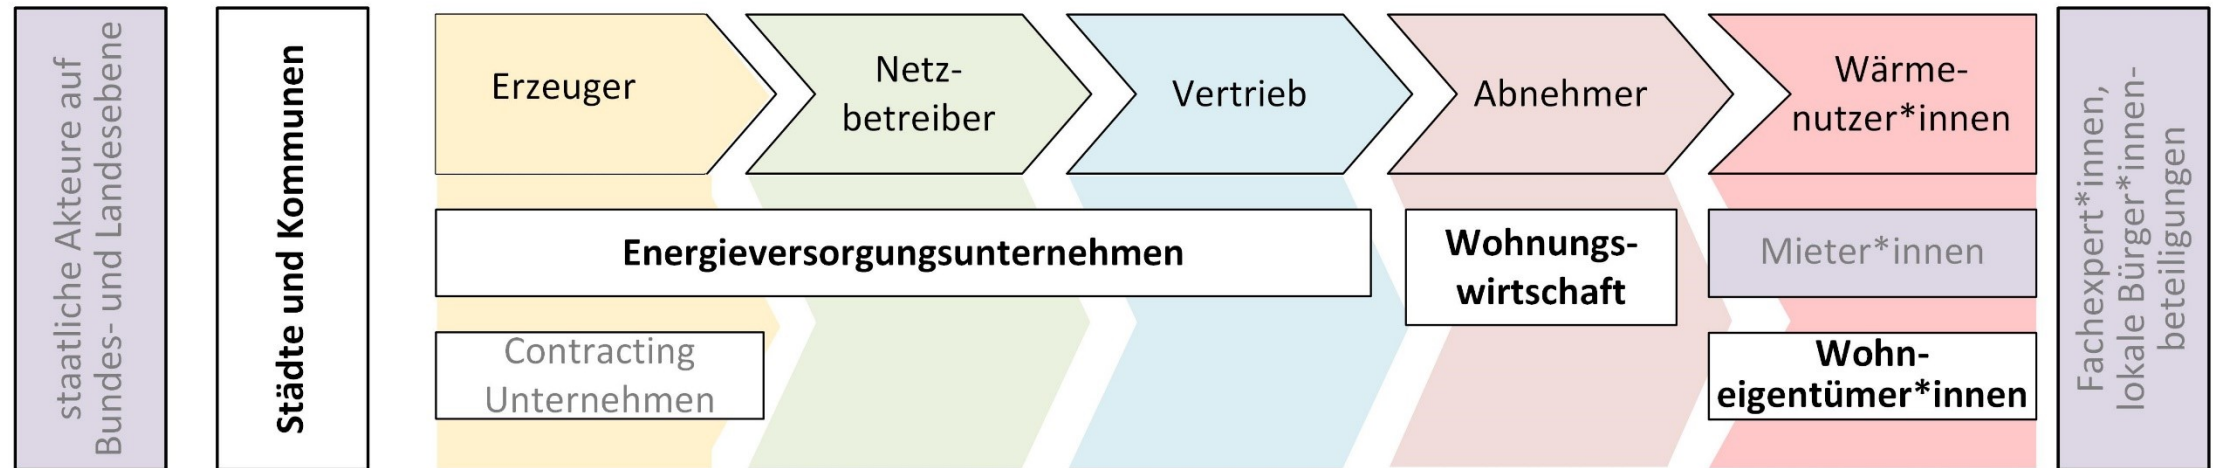 staatliche Akteure auf
Bundes- und Landesebene
Städte und Kommunen
Erzeuger
Netz-
betreiber
Vertrieb
Abnehmer
Wärme-
nutzer*innen
Energieversorgungsunternehmen
Wohnungs-
wirtschaft
Mieter*innen
Contracting
Unternehmen
Wohn-
eigentümer*innen
Fachexpert*innen,
lokale Bürger*innen-
beteiligungen